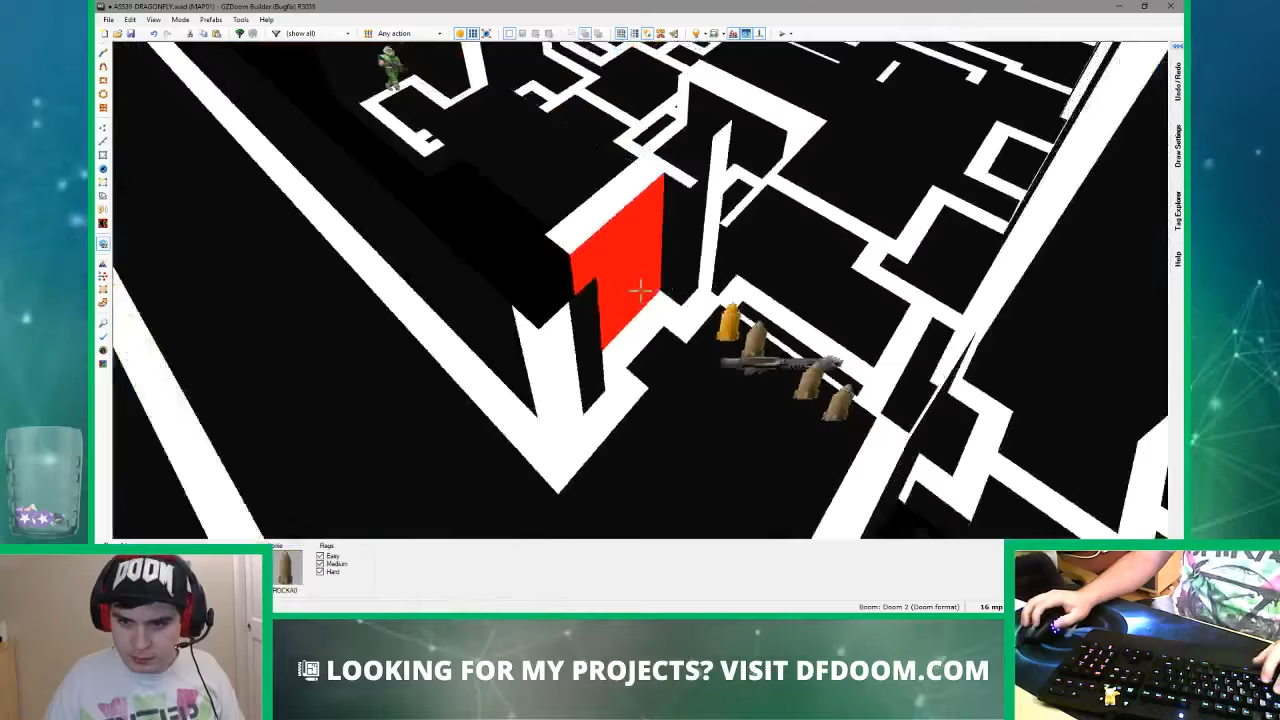 ASS39-DRAGONFLY.wad (MAP01) - GZDoom Builder (Bugfix) R3039
File Edit View Mode Prefabs Tools Help
(show all) Any action
Undo / Redo
Draw Settings
Tag Explorer
Help
Flags
Easy
Medium
Hard
ROCKA0
Boom: Doom 2 (Doom format) 16 mp
DOOM
LOOKING FOR MY PROJECTS? VISIT DFDOOM.COM